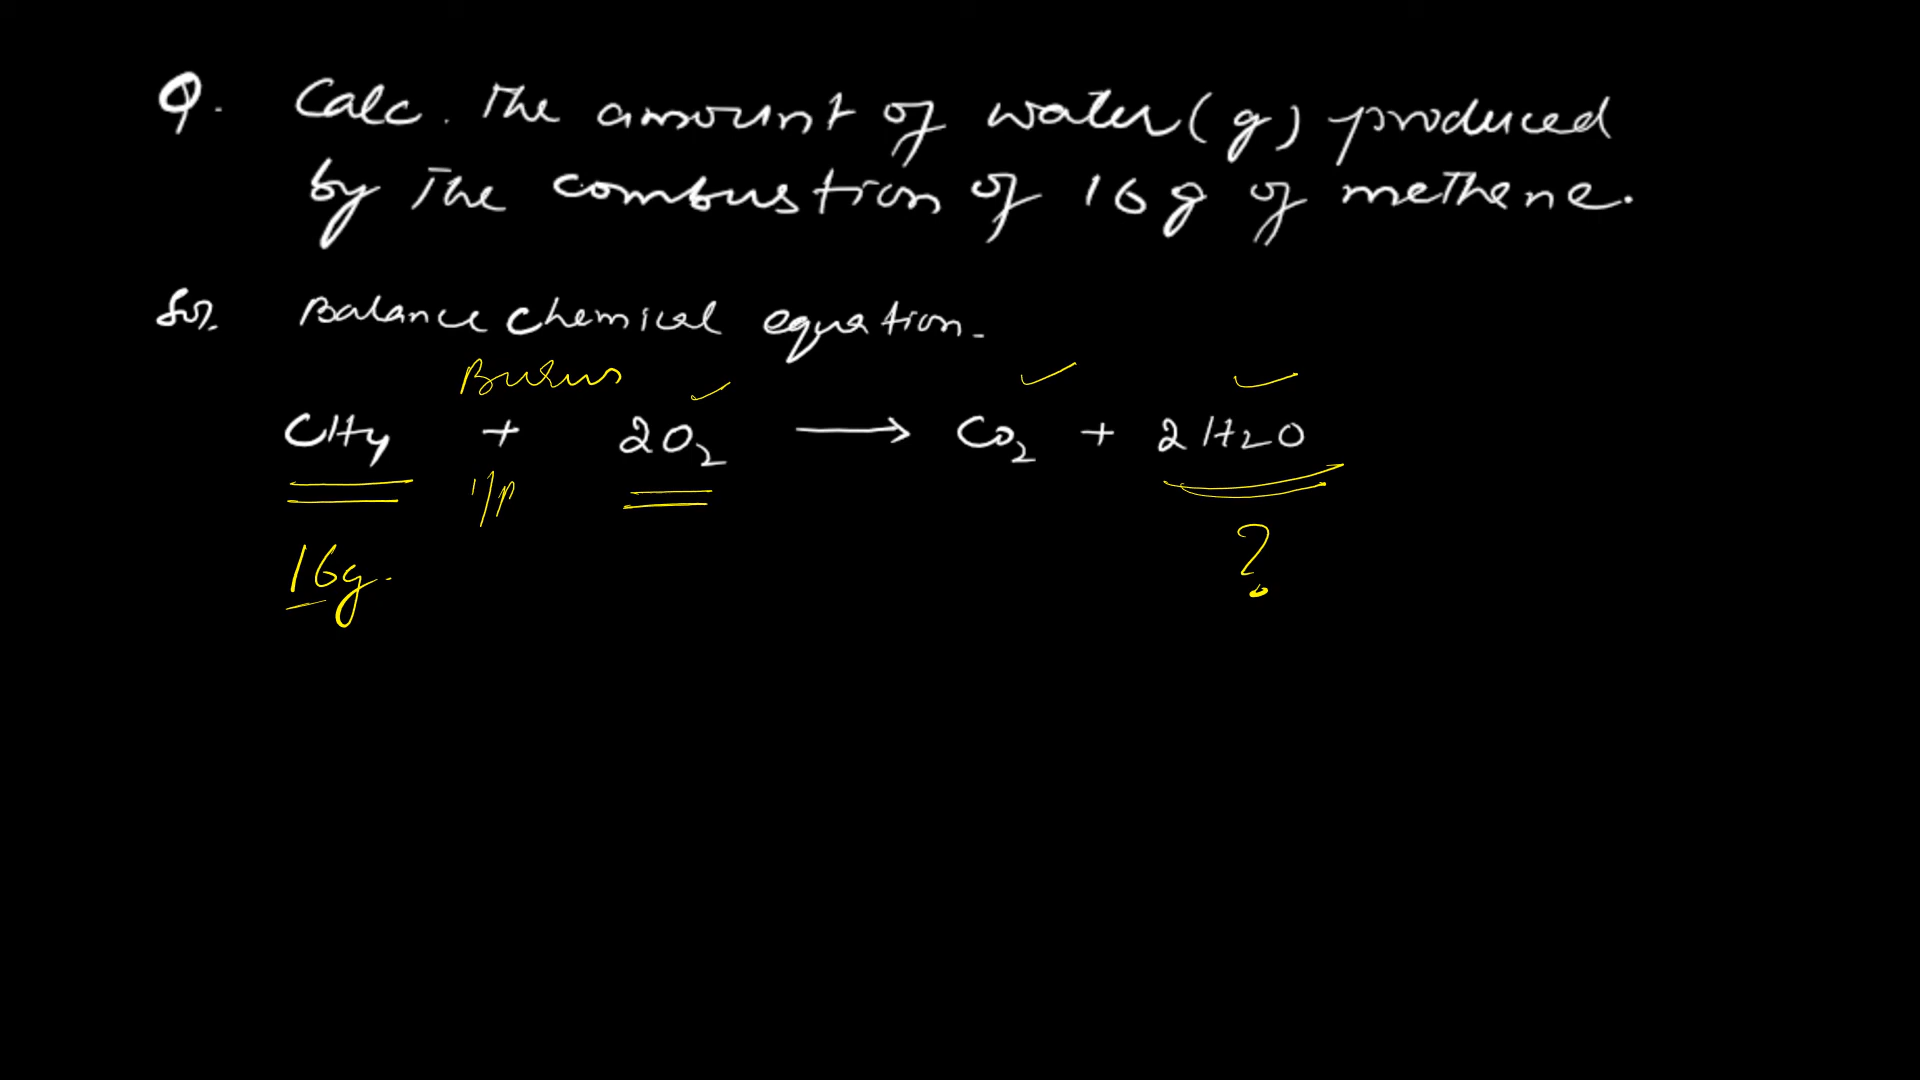 Q. Calc. The amount of water (g) produced
by The combustion of 16 g of methene.
Sol. Balance chemical equation.
Burns
CH4 + 2O2 → CO2 + 2H2O
i/p
16g. ?